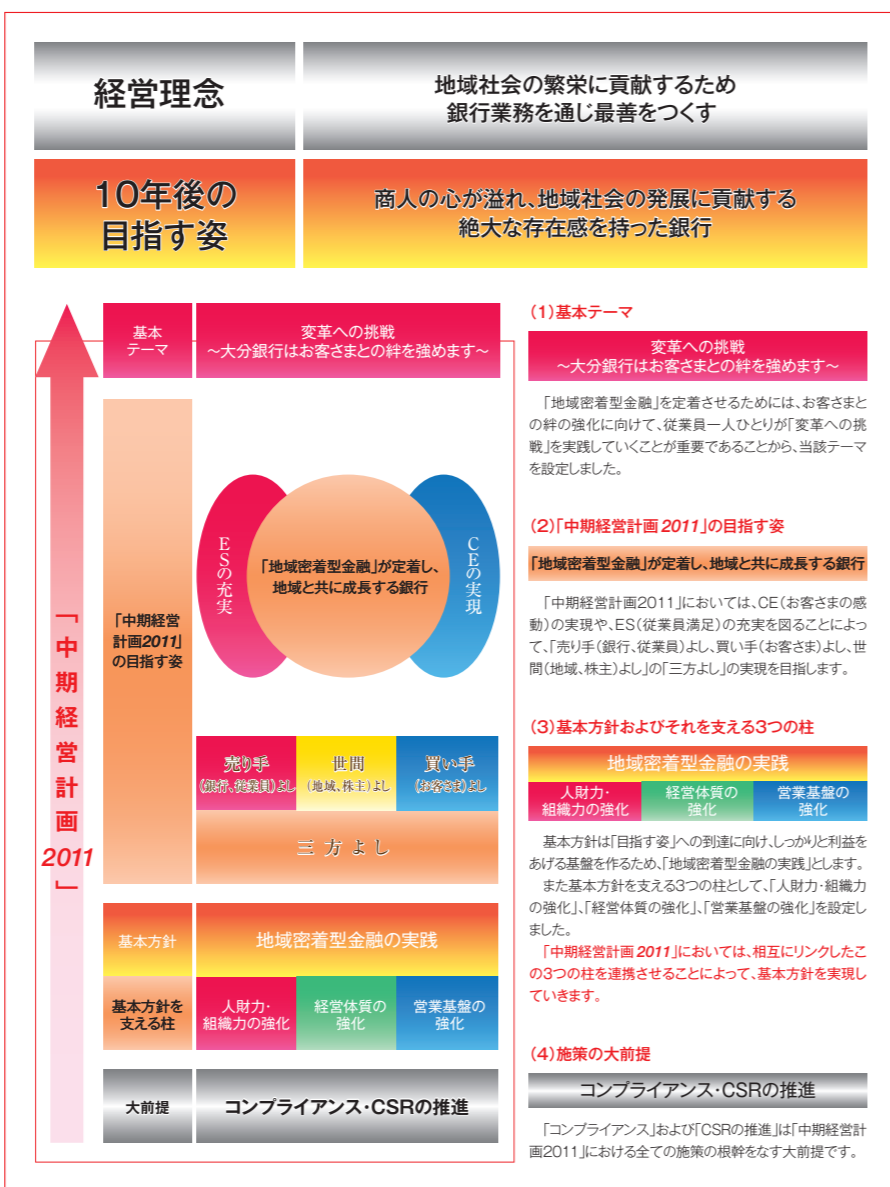 経営理念
地域社会の繁栄に貢献するため
銀行業務を通じ最善をつくす
10年後の
目指す姿
商人の心が溢れ、地域社会の発展に貢献する
絶大な存在感を持った銀行
「中期経営計画2011」
基本
テーマ
変革への挑戦
～大分銀行はお客さまとの絆を強めます～
「中期経営
計画2011」
の目指す姿
ESの充実
「地域密着型金融」が定着し、
地域と共に成長する銀行
CEの実現
売り手
(銀行、従業員)よし
世間
(地域、株主)よし
買い手
(お客さま)よし
三方よし
基本方針
地域密着型金融の実践
基本方針を
支える柱
人財力・
組織力の強化
経営体質の
強化
営業基盤の
強化
大前提
コンプライアンス・CSRの推進
(1)基本テーマ
変革への挑戦
～大分銀行はお客さまとの絆を強めます～
「地域密着型金融」を定着させるためには、お客さまと
の絆の強化に向けて、従業員一人ひとりが「変革への挑
戦」を実践していくことが重要であることから、当該テーマ
を設定しました。
(2)「中期経営計画2011」の目指す姿
「地域密着型金融」が定着し、地域と共に成長する銀行
「中期経営計画2011」においては、CE(お客さまの感
動)の実現や、ES(従業員満足)の充実を図ることによっ
て、「売り手(銀行、従業員)よし、買い手(お客さま)よし、世
間(地域、株主)よし」の「三方よし」の実現を目指します。
(3)基本方針およびそれを支える3つの柱
地域密着型金融の実践
人財力・
組織力の強化
経営体質の
強化
営業基盤の
強化
基本方針は「目指す姿」への到達に向け、しっかりと利益を
あげる基盤を作るため、「地域密着型金融の実践」とします。
また基本方針を支える3つの柱として、「人財力・組織力
の強化」、「経営体質の強化」、「営業基盤の強化」を設定し
ました。
「中期経営計画2011」においては、相互にリンクしたこ
の3つの柱を連携させることによって、基本方針を実現し
ていきます。
(4)施策の大前提
コンプライアンス・CSRの推進
「コンプライアンス」および「CSRの推進」は「中期経営計
画2011」における全ての施策の根幹をなす大前提です。